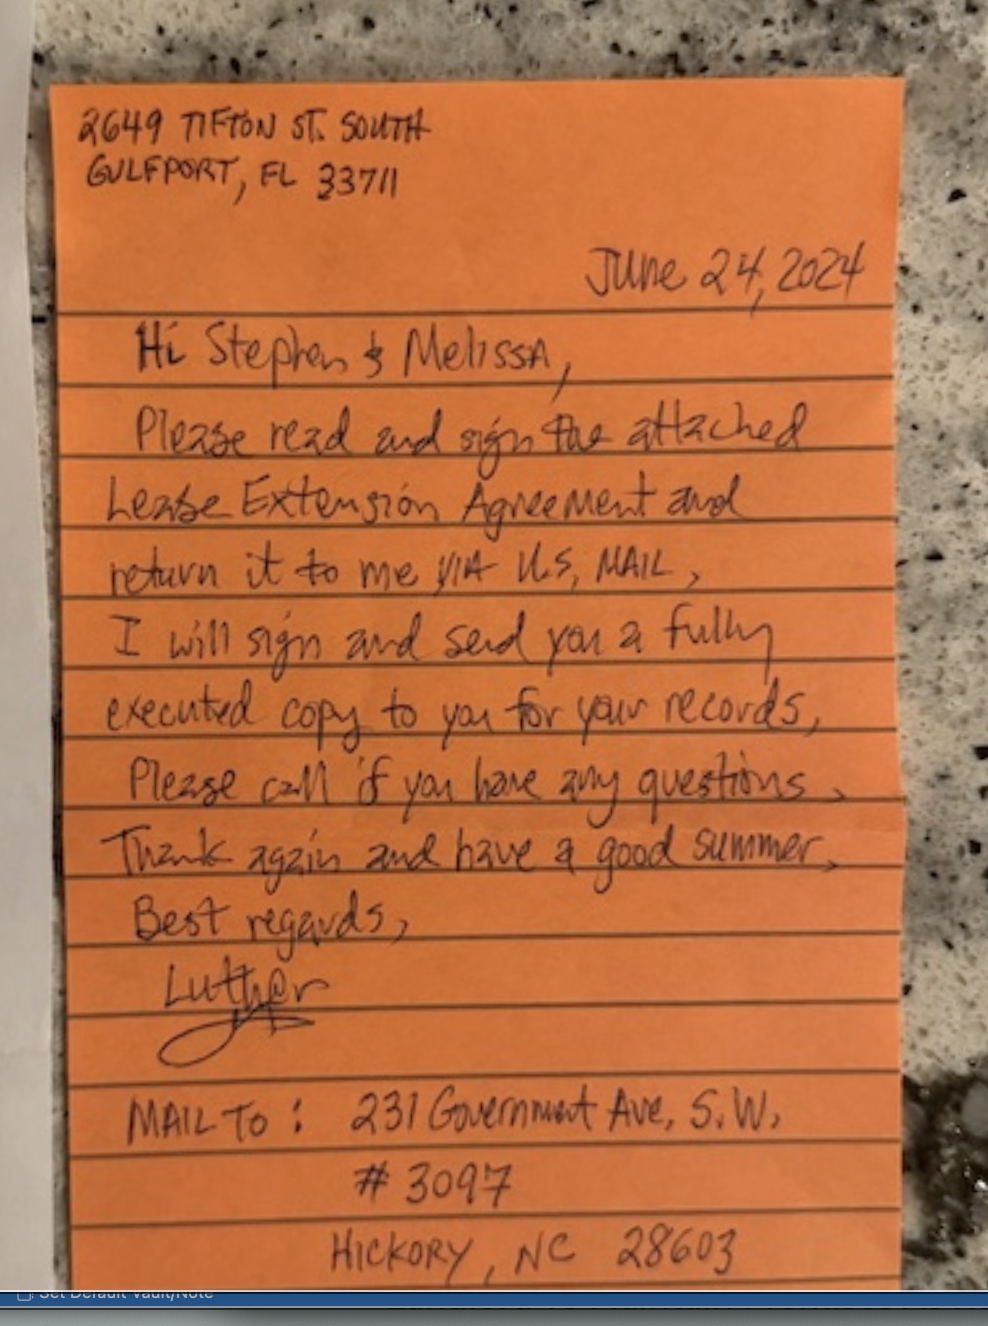 2649 TIFTON ST. SOUTH
GULFPORT, FL 33711
June 24, 2024
Hi Stephen & Melissa,
Please read and sign the attached
Lease Extension Agreement and
return it to me VIA U.S, MAIL,
I will sign and send you a fully
executed copy to you for your records,
Please call if you have any questions,
Thank again and have a good summer,
Best regards,
Luther
MAIL TO : 231 Government Ave, S.W,
# 3097
HICKORY, NC 28603
Set Default Vault/Note